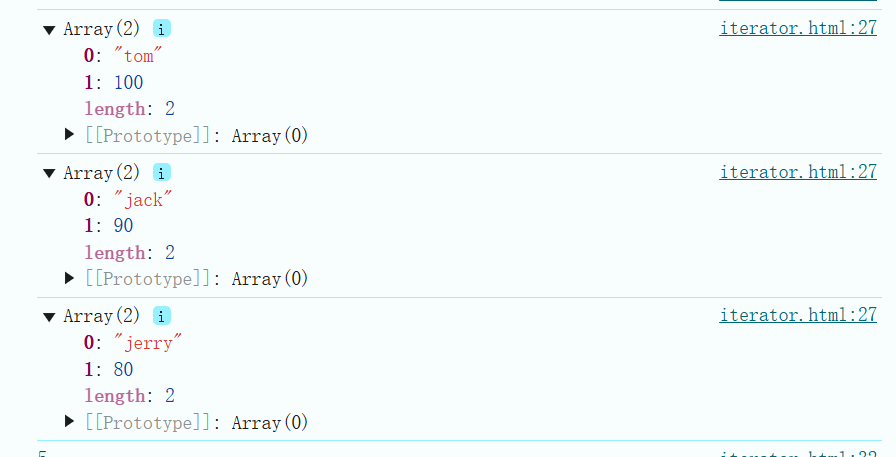 Array(2) i iterator.html:27
0: "tom"
1: 100
length: 2
[[Prototype]]: Array(0)
Array(2) i iterator.html:27
0: "jack"
1: 90
length: 2
[[Prototype]]: Array(0)
Array(2) i iterator.html:27
0: "jerry"
1: 80
length: 2
[[Prototype]]: Array(0)